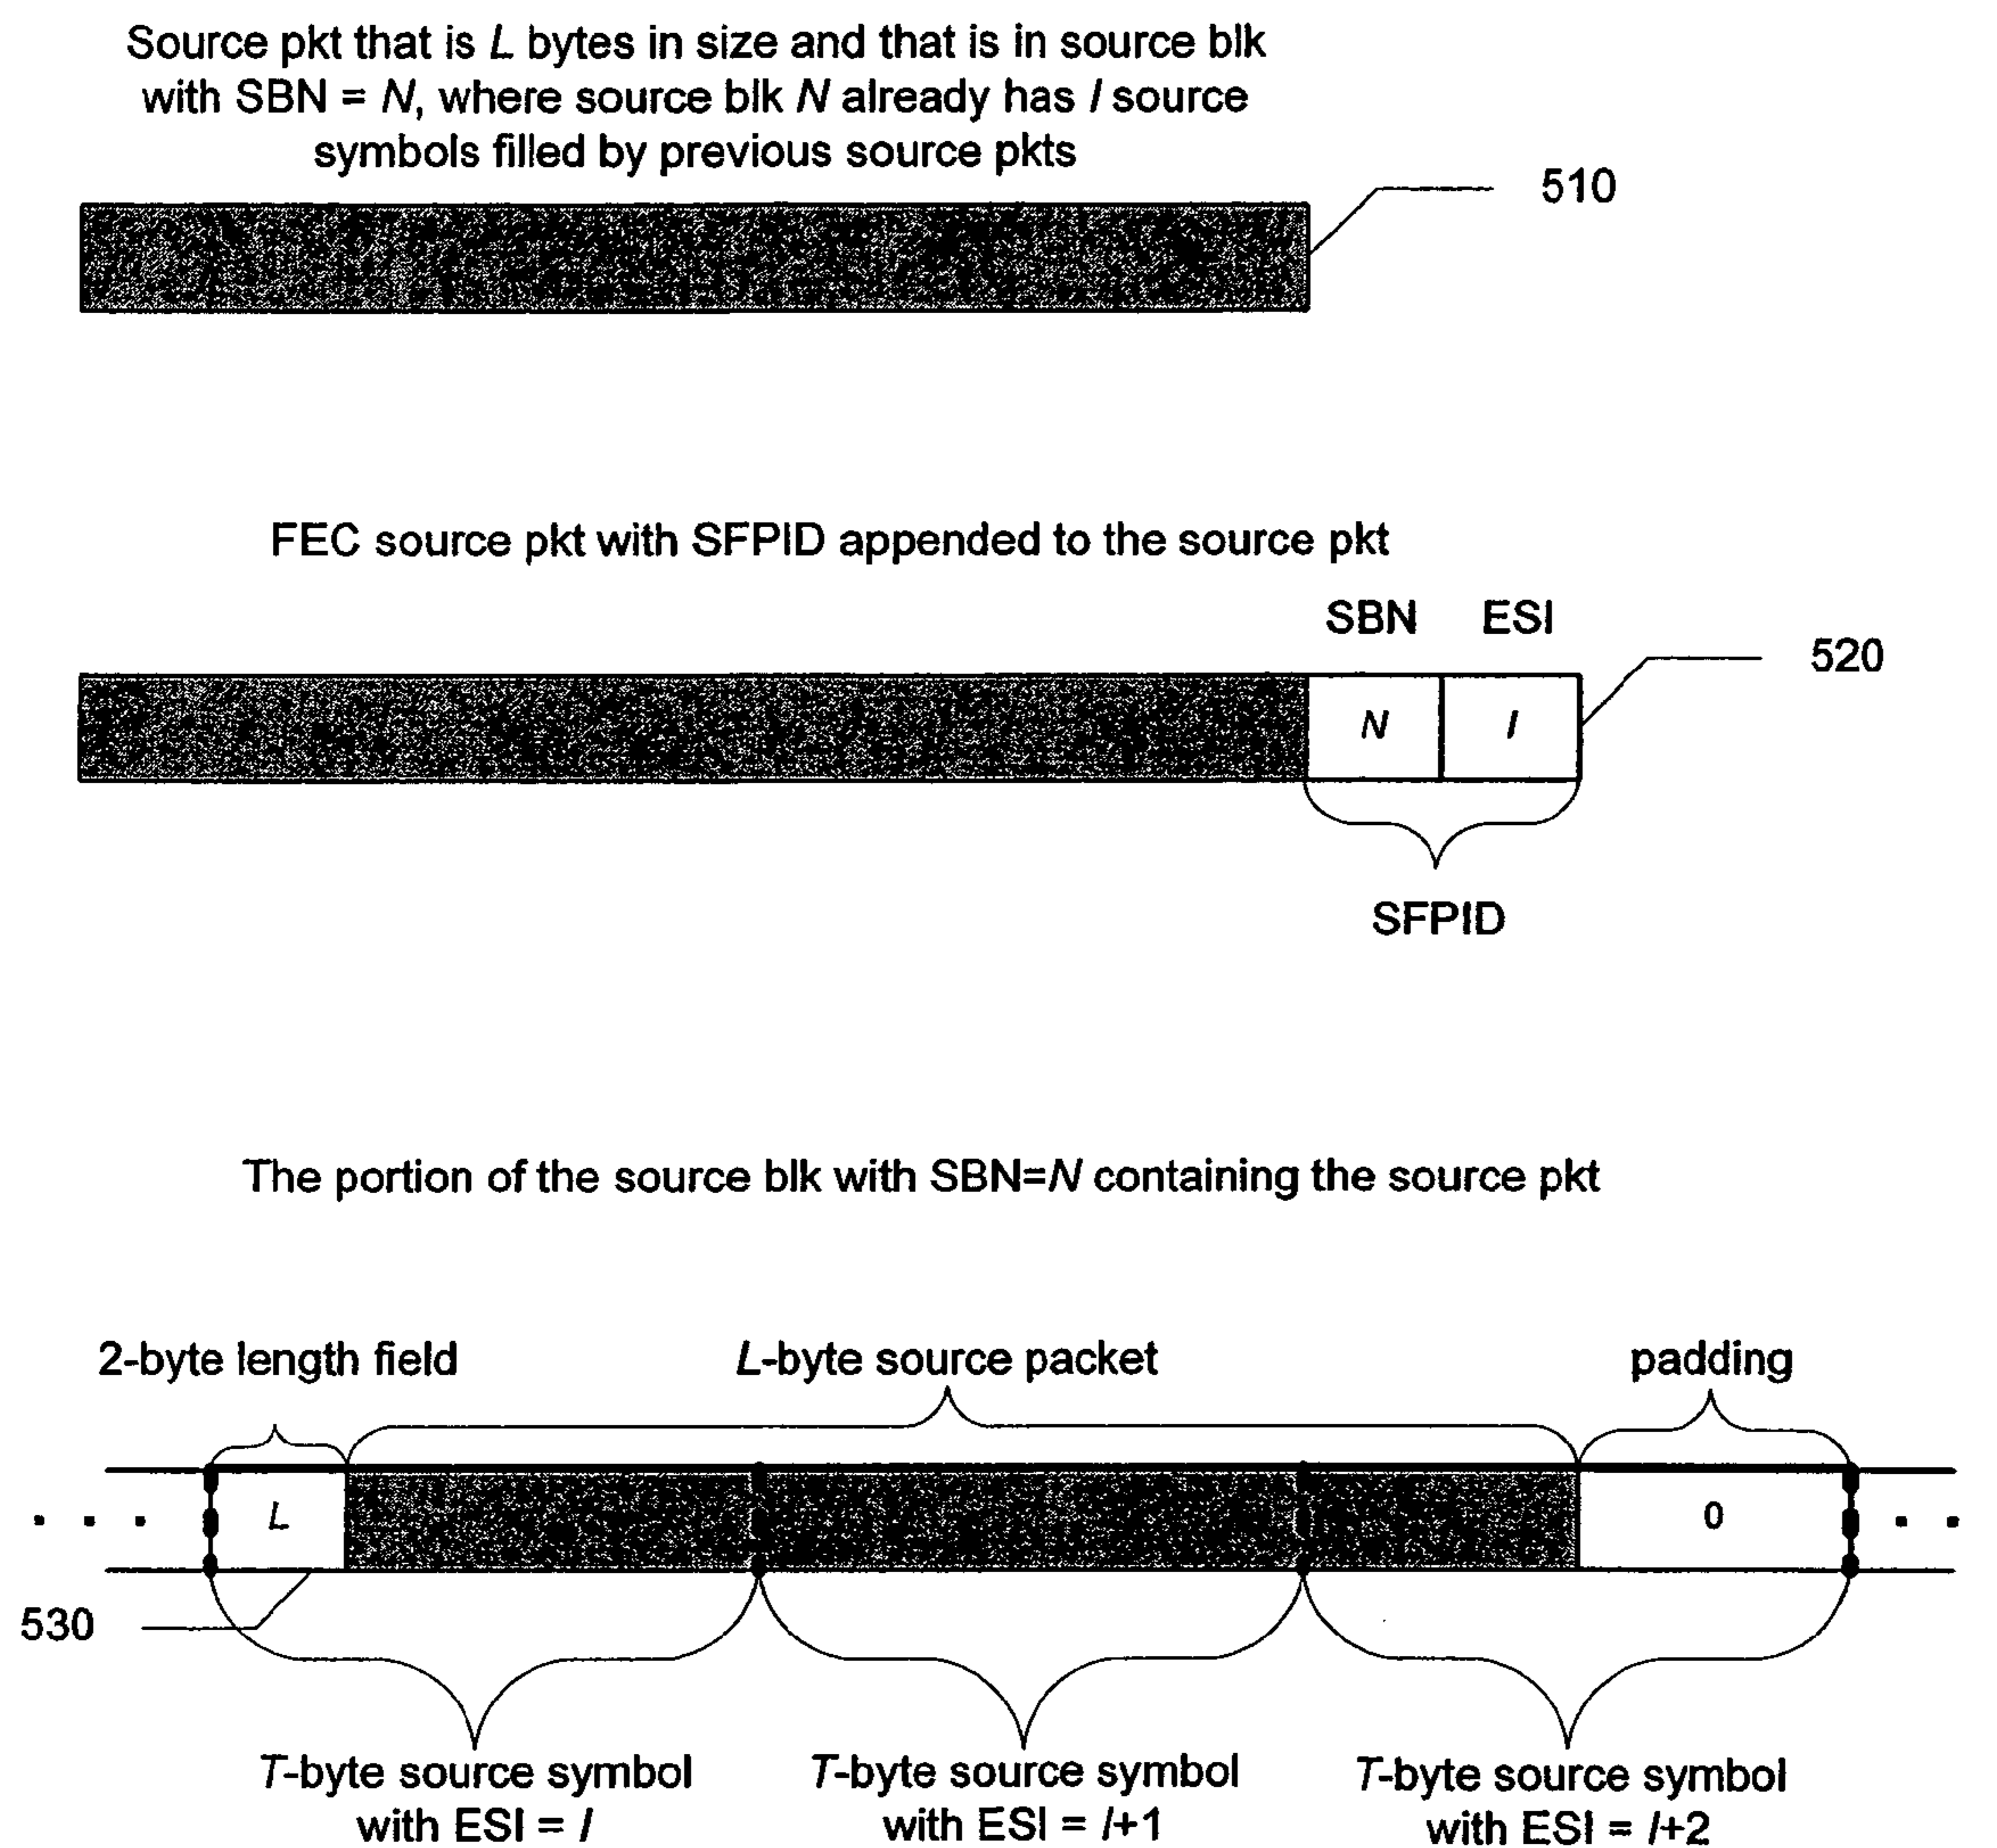 Source pkt that is L bytes in size and that is in source blk
with SBN = N, where source blk N already has I source
symbols filled by previous source pkts
510
FEC source pkt with SFPID appended to the source pkt
SBN ESI
520
N I
SFPID
The portion of the source blk with SBN=N containing the source pkt
2-byte length field L-byte source packet padding
. . . L 0 . .
530
T-byte source symbol T-byte source symbol T-byte source symbol
with ESI = I with ESI = I+1 with ESI = I+2